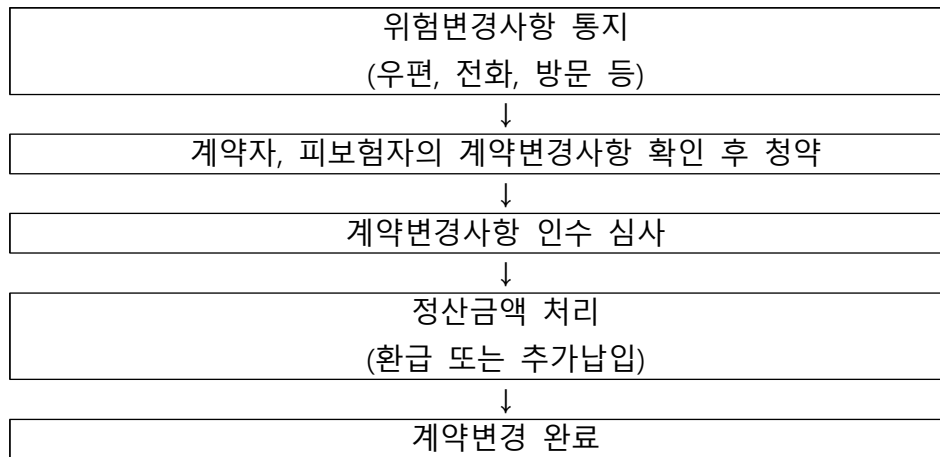 위험변경사항 통지
(우편, 전화, 방문 등)
↓
계약자, 피보험자의 계약변경사항 확인 후 청약
↓
계약변경사항 인수 심사
↓
정산금액 처리
(환급 또는 추가납입)
↓
계약변경 완료